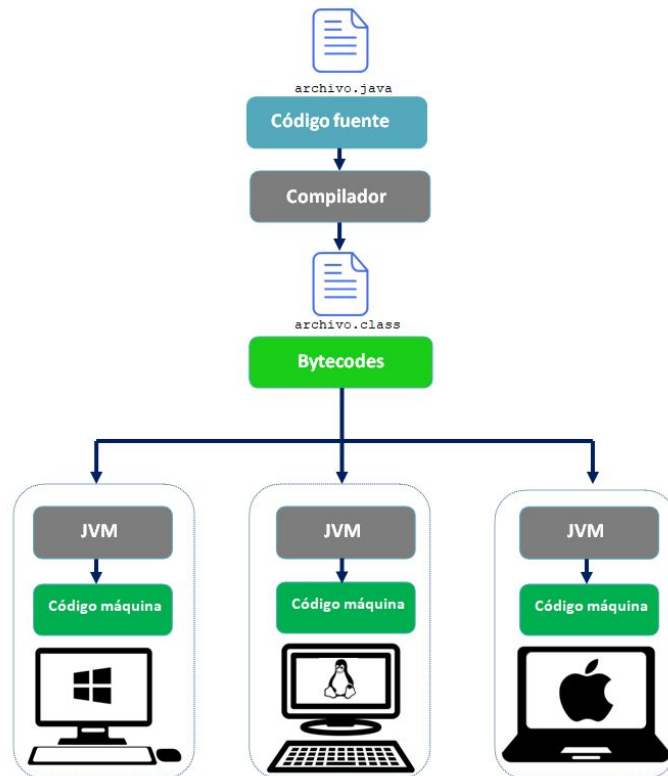 archivo.java
Código fuente
Compilador
archivo.class
Bytecodes
JVM
JVM
JVM
Código máquina
Código máquina
Código máquina